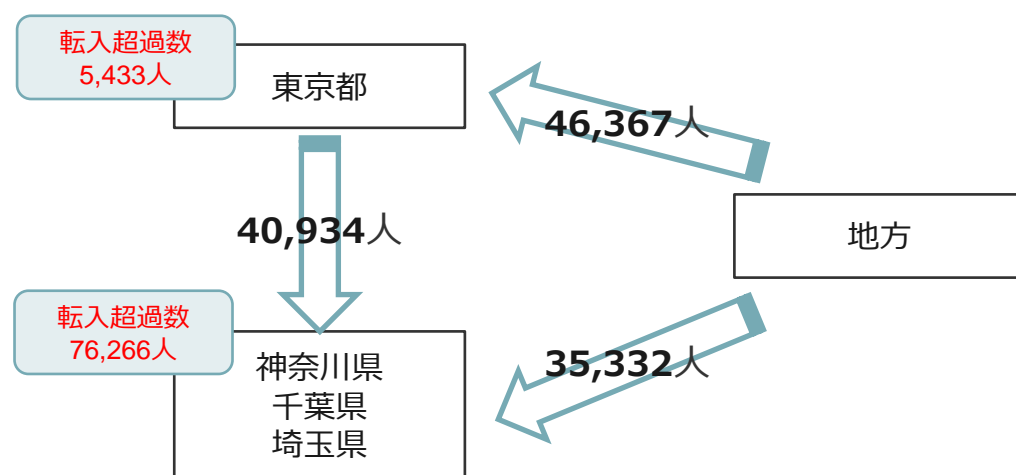 転入超過数
5,433人
東京都
46,367人
40,934人
地方
転入超過数
76,266人
35,332人
神奈川県
千葉県
埼玉県